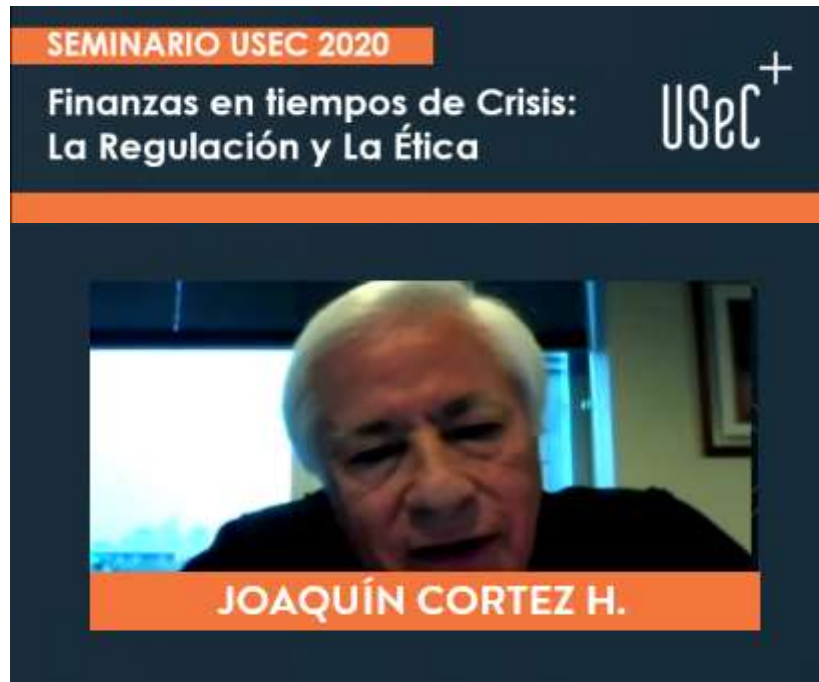 SEMINARIO USEC 2020
Finanzas en tiempos de Crisis:
La Regulación y La Ética
USeC+
JOAQUÍN CORTEZ H.